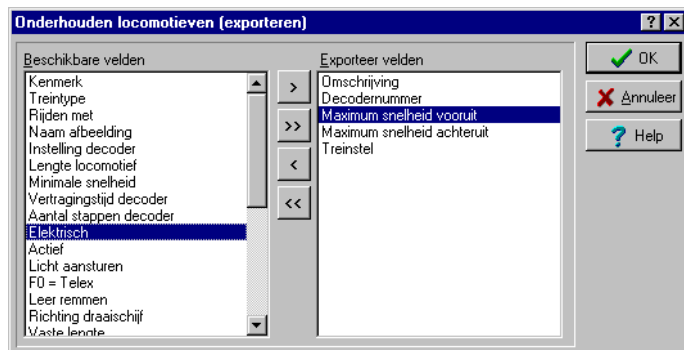 Onderhouden locomotieven (exporteren)
? X
Beschikbare velden
Kenmerk
Treintype
Rijden met
Naam afbeelding
Instelling decoder
Lengte locomotief
Minimale snelheid
Vertragingstijd decoder
Aantal stappen decoder
Elektrisch
Actief
Licht aansturen
F0 = Telex
Leer remmen
Richting draaischijf
Vaste lengte
>
>>
<
<<
Exporteer velden
Omschrijving
Decodernummer
Maximum snelheid vooruit
Maximum snelheid achteruit
Treinstel
OK
Annuleer
? Help